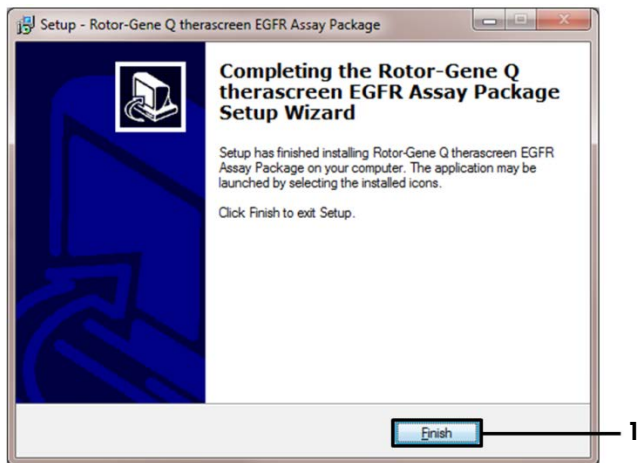 Setup - Rotor-Gene Q therascreen EGFR Assay Package
Completing the Rotor-Gene Q
therascreen EGFR Assay Package
Setup Wizard
Setup has finished installing Rotor-Gene Q therascreen EGFR
Assay Package on your computer. The application may be
launched by selecting the installed icons.
Click Finish to exit Setup.
Finish
1